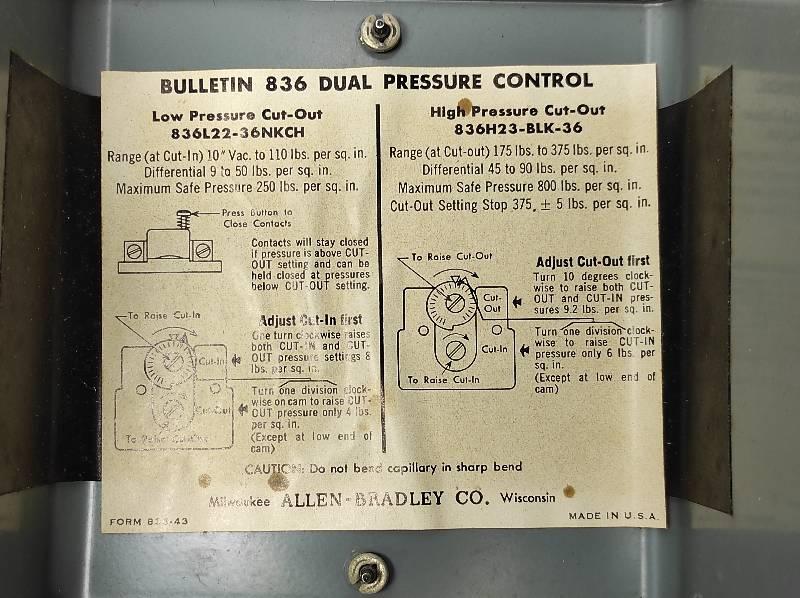 BULLETIN 836 DUAL PRESSURE CONTROL
Low Pressure Cut-Out
836L22-36NKCH
Range (at Cut-In) 10" Vac. to 110 lbs. per sq. in.
Differential 9 to 50 lbs. per sq. in.
Maximum Safe Pressure 250 lbs. per sq. in.
Press Button to
Close Contacts
Contacts will stay closed
if pressure is above CUT-
OUT setting and can be
held closed at pressures
below CUT-OUT setting.
To Raise Cut-In
Adjust Cut-In first
One turn clockwise raises
both CUT-IN and CUT-
OUT pressure settings 8
lbs. per sq. in.
Cut-In
Turn one division clock-
wise on cam to raise CUT-
OUT pressure only 4 lbs.
per sq. in.
(Except at low end of
cam)
Cut-Out
To Raise Cut-Out
High Pressure Cut-Out
836H23-BLK-36
Range (at Cut-out) 175 lbs. to 375 lbs. per sq. in.
Differential 45 to 90 lbs. per sq. in.
Maximum Safe Pressure 800 lbs. per sq. in.
Cut-Out Setting Stop 375, ± 5 lbs. per sq. in.
To Raise Cut-Out
Adjust Cut-Out first
Turn 10 degrees clock-
wise to raise both CUT-
OUT and CUT-IN pres-
sures 9.2 lbs. per sq. in.
Cut-
Out
Turn one division clock-
wise to raise CUT-IN
pressure only 6 lbs. per
sq. in.
(Except at low end of
cam)
Cut-In
To Raise Cut-In
CAUTION: Do not bend capillary in sharp bend
Milwaukee ALLEN-BRADLEY CO. Wisconsin
FORM 833-43
MADE IN U.S.A.